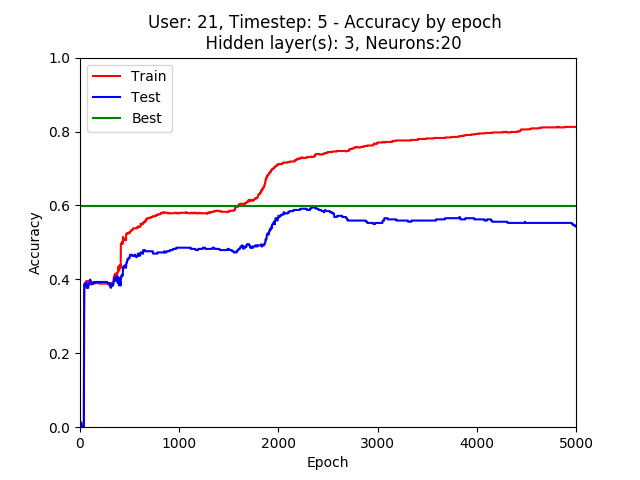 User: 21, Timestep: 5 - Accuracy by epoch
Hidden layer(s): 3, Neurons:20
1.0
Train
Test
Best
0.8
0.6
Accuracy
0.4
0.2
0.0
0
1000
2000
3000
4000
5000
Epoch